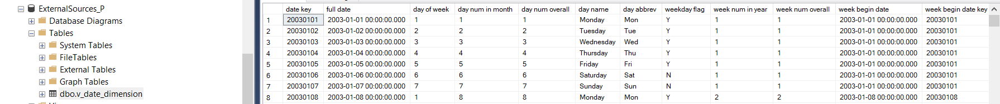 ExternalSources_P
Database Diagrams
Tables
System Tables
FileTables
External Tables
Graph Tables
dbo.v_date_dimension
date key full date day of week day num in month day num overall day name day abbrev weekday flag week num in year week num overall week begin date week begin date key
1 20030101 2003-01-01 00:00:00.000 1 1 1 Monday Mon Y 1 1 2003-01-01 00:00:00.000 20030101
2 20030102 2003-01-02 00:00:00.000 2 2 2 Tuesday Tue Y 1 1 2003-01-01 00:00:00.000 20030101
3 20030103 2003-01-03 00:00:00.000 3 3 3 Wednesday Wed Y 1 1 2003-01-01 00:00:00.000 20030101
4 20030104 2003-01-04 00:00:00.000 4 4 4 Thursday Thu Y 1 1 2003-01-01 00:00:00.000 20030101
5 20030105 2003-01-05 00:00:00.000 5 5 5 Friday Fri Y 1 1 2003-01-01 00:00:00.000 20030101
6 20030106 2003-01-06 00:00:00.000 6 6 6 Saturday Sat N 1 1 2003-01-01 00:00:00.000 20030101
7 20030107 2003-01-07 00:00:00.000 7 7 7 Sunday Sun N 1 1 2003-01-01 00:00:00.000 20030101
8 20030108 2003-01-08 00:00:00.000 1 8 8 Monday Mon Y 2 2 2003-01-08 00:00:00.000 20030108